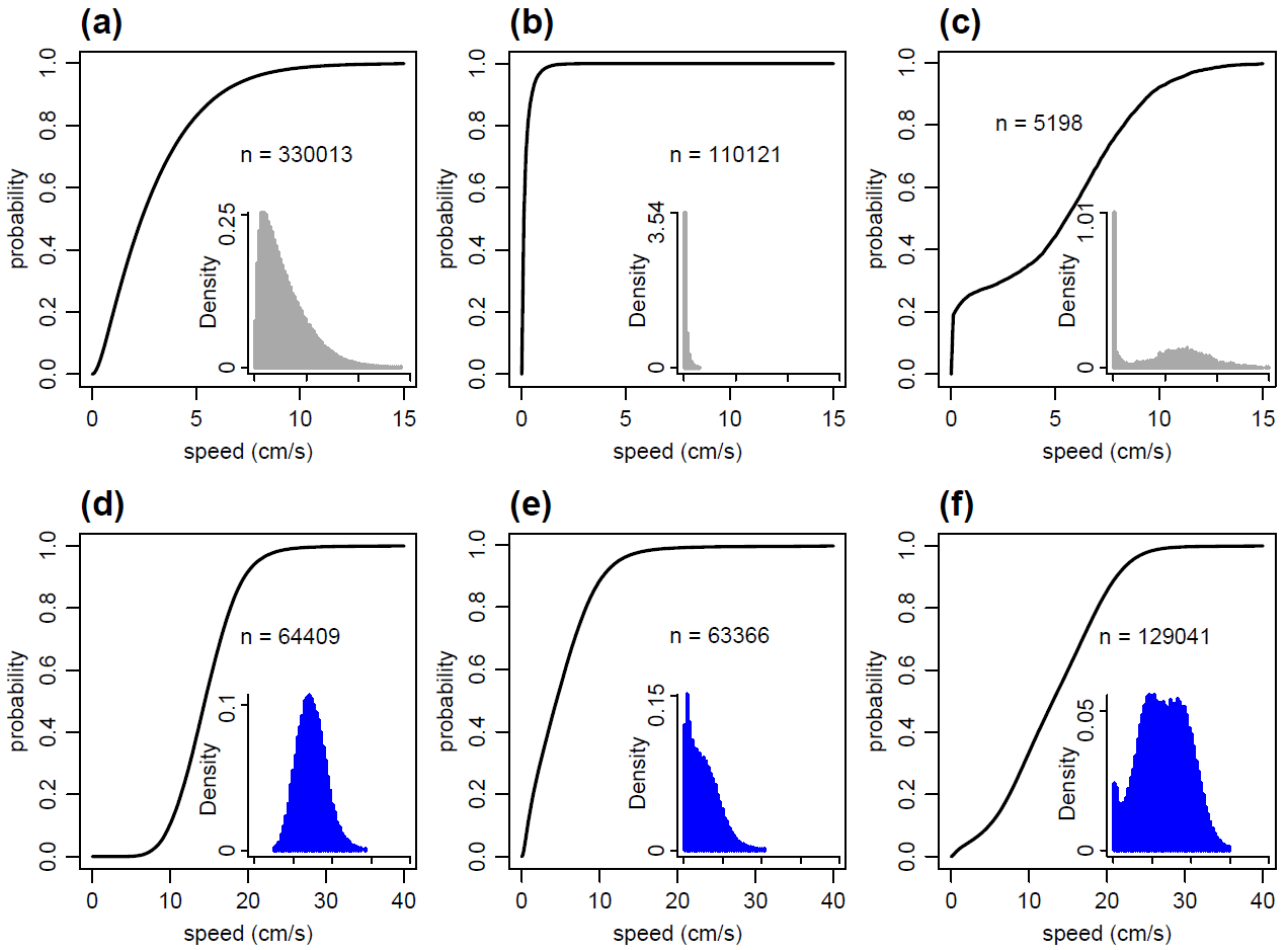 (a)
probability
0.0 0.2 0.4 0.6 0.8 1.0
n = 330013
Density
0 0.25
0 5 10 15
speed (cm/s)
(b)
probability
0.0 0.2 0.4 0.6 0.8 1.0
n = 110121
Density
0 3.54
0 5 10 15
speed (cm/s)
(c)
probability
0.0 0.2 0.4 0.6 0.8 1.0
n = 5198
Density
0 1.01
0 5 10 15
speed (cm/s)
(d)
probability
0.0 0.2 0.4 0.6 0.8 1.0
n = 64409
Density
0 0.1
0 10 20 30 40
speed (cm/s)
(e)
probability
0.0 0.2 0.4 0.6 0.8 1.0
n = 63366
Density
0 0.15
0 10 20 30 40
speed (cm/s)
(f)
probability
0.0 0.2 0.4 0.6 0.8 1.0
n = 129041
Density
0 0.05
0 10 20 30 40
speed (cm/s)